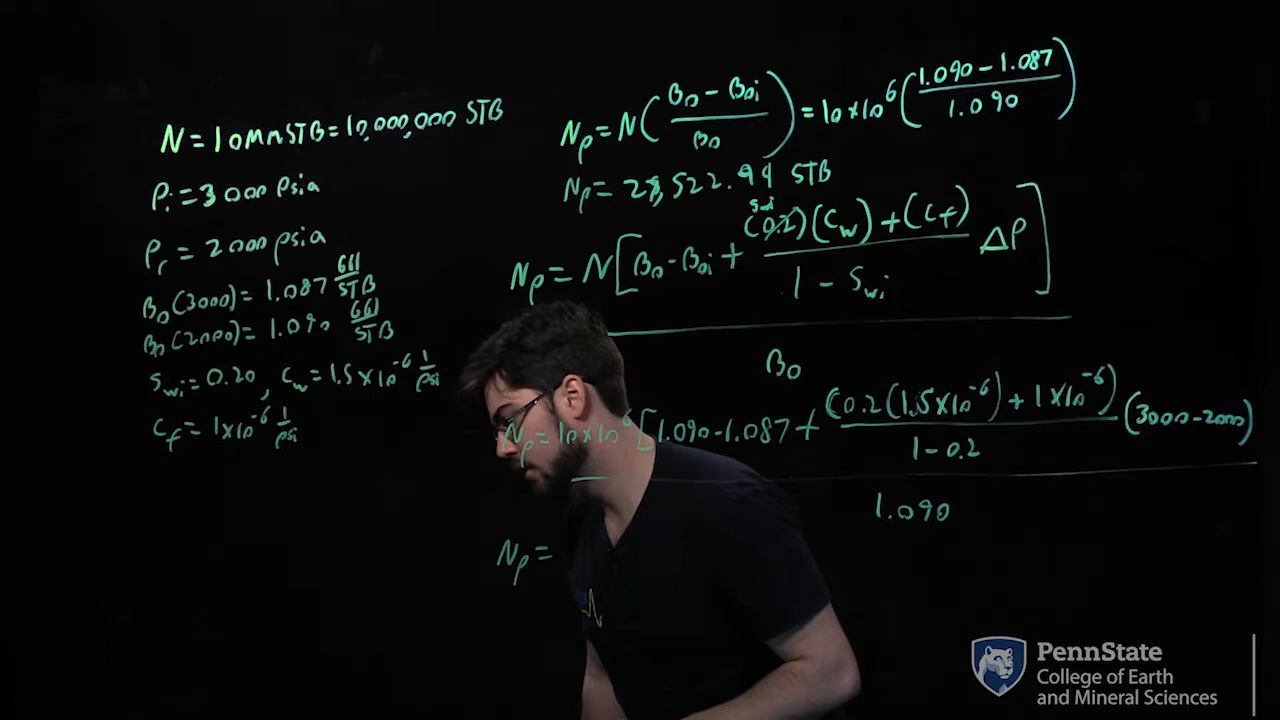 N = 10MMSTB = 10,000,000 STB
Pi = 3000 Psia
Pr = 2000 psia
Bo(3000) = 1.087 bbl/STB
Bo(2000) = 1.090 bbl/STB
Swi = 0.20, Cw = 1.5×10^-6 1/psi
Cf = 1×10^-6 1/psi
Np = N((Bo - Boi)/Bo) = 10×10^6((1.090 - 1.087)/1.090)
Np = 27,522.94 STB
Swi
Np = N[Bo - Boi + ((0.2)(Cw) + (Cf))/(1 - Swi) ΔP]
Bo
Np = 10×10^6[1.090 - 1.087 + (0.2(1.5×10^-6) + 1×10^-6)/(1 - 0.2) (3000 - 2000)
1.090
Np =
PennState
College of Earth
and Mineral Sciences